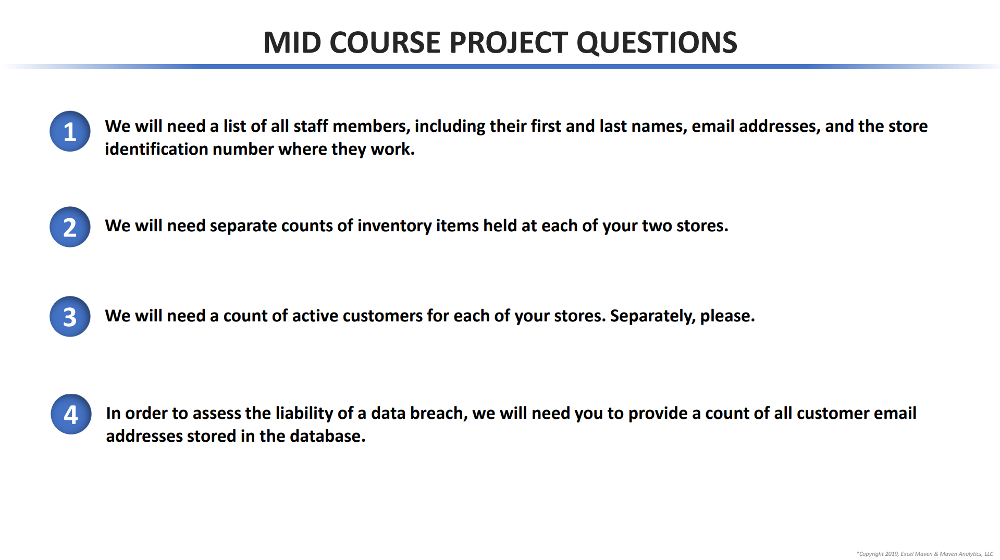 MID COURSE PROJECT QUESTIONS
1
We will need a list of all staff members, including their first and last names, email addresses, and the store
identification number where they work.
2
We will need separate counts of inventory items held at each of your two stores.
3
We will need a count of active customers for each of your stores. Separately, please.
4
In order to assess the liability of a data breach, we will need you to provide a count of all customer email
addresses stored in the database.
*Copyright 2019, Excel Maven & Maven Analytics, LLC